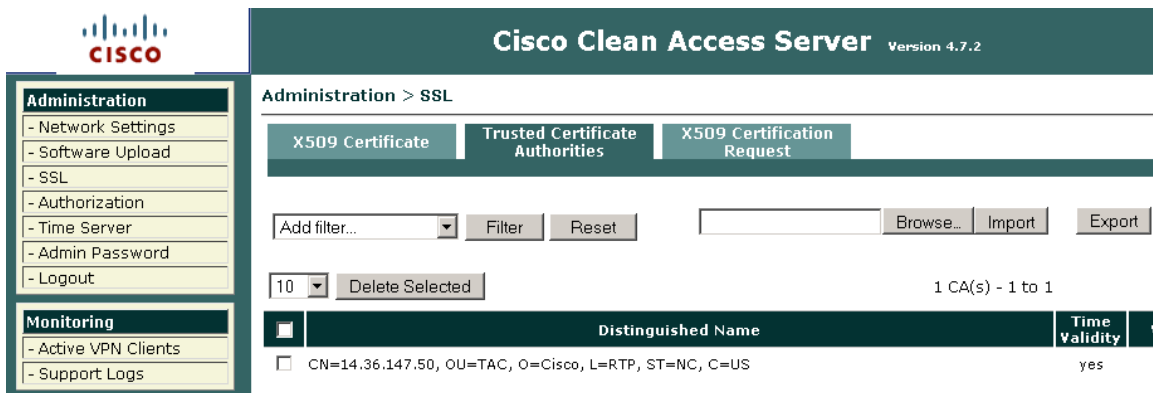 CISCO
Cisco Clean Access Server Version 4.7.2
Administration
- Network Settings
- Software Upload
- SSL
- Authorization
- Time Server
- Admin Password
- Logout
Monitoring
- Active VPN Clients
- Support Logs
Administration > SSL
X509 Certificate
Trusted Certificate
Authorities
X509 Certification
Request
Add filter...
Filter
Reset
Browse...
Import
Export
10
Delete Selected
1 CA(s) - 1 to 1
Distinguished Name
Time
Validity
CN=14.36.147.50, OU=TAC, O=Cisco, L=RTP, ST=NC, C=US
yes